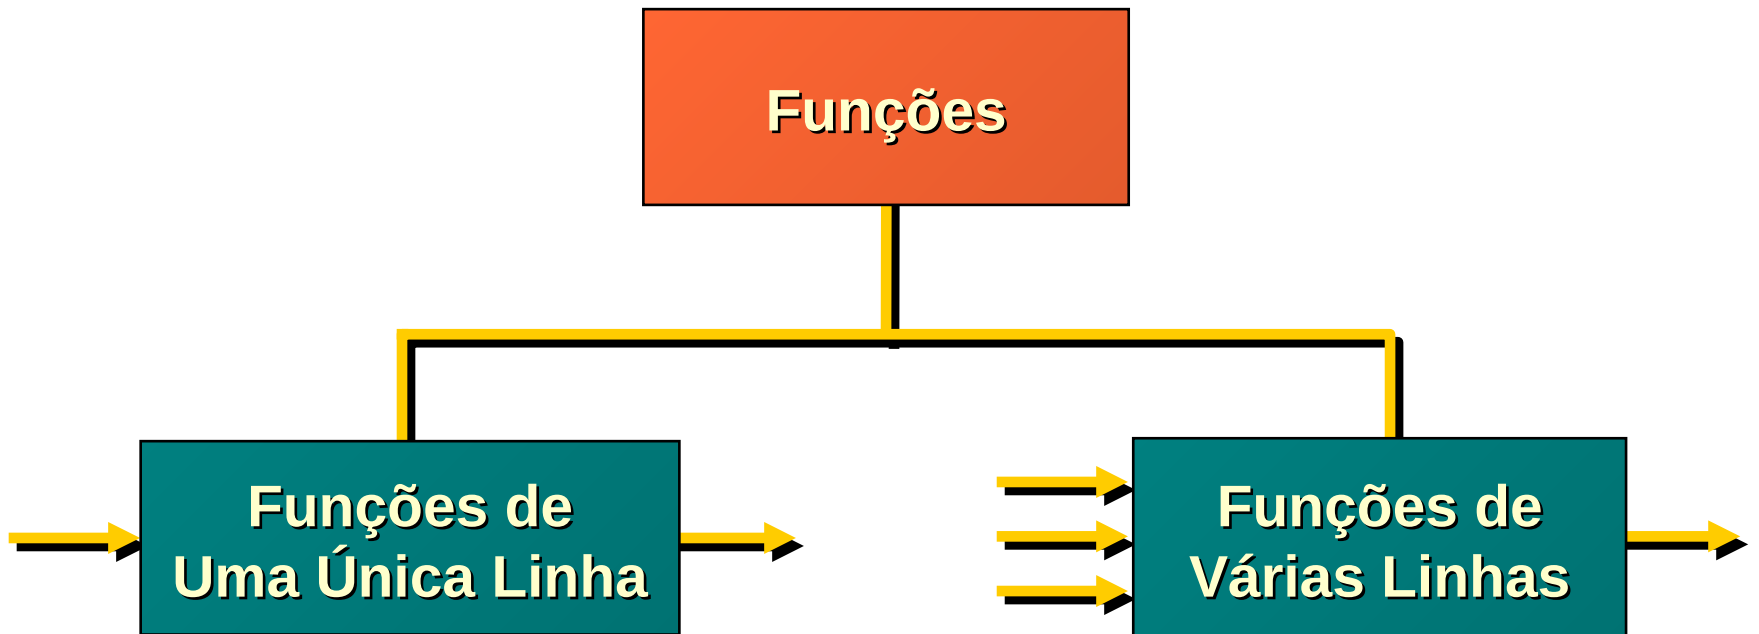 Funções
Funções de
Uma Única Linha
Funções de
Várias Linhas